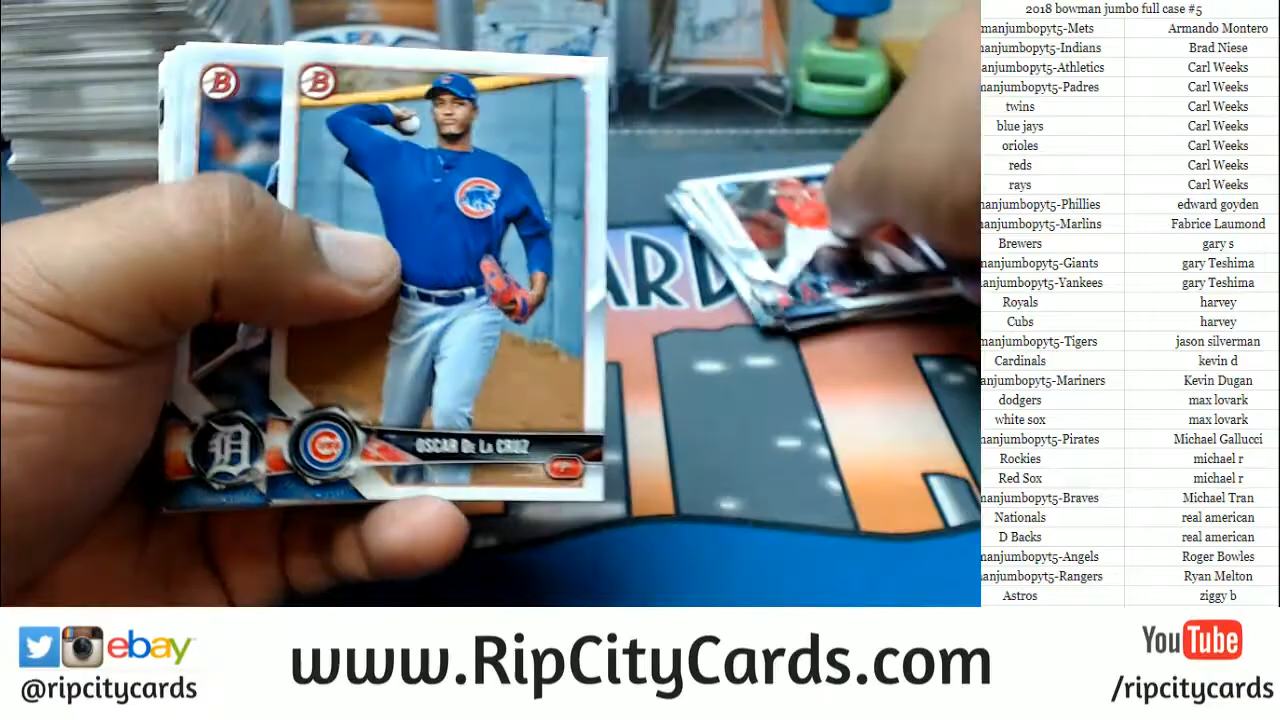 2018 bowman jumbo full case #5
manjumbopyt5-Mets Armando Montero
manjumbopyt5-Indians Brad Niese
anjumbopyt5-Athletics Carl Weeks
manjumbopyt5-Padres Carl Weeks
twins Carl Weeks
blue jays Carl Weeks
orioles Carl Weeks
reds Carl Weeks
rays Carl Weeks
manjumbopyt5-Phillies edward goyden
manjumbopyt5-Marlins Fabrice Laumond
Brewers gary s
manjumbopyt5-Giants gary Teshima
manjumbopyt5-Yankees gary Teshima
Royals harvey
Cubs harvey
manjumbopyt5-Tigers jason silverman
Cardinals kevin d
anjumbopyt5-Mariners Kevin Dugan
dodgers max lovark
white sox max lovark
manjumbopyt5-Pirates Michael Gallucci
Rockies michael r
Red Sox michael r
manjumbopyt5-Braves Michael Tran
Nationals real american
D Backs real american
manjumbopyt5-Angels Roger Bowles
anjumbopyt5-Rangers Ryan Melton
Astros ziggy b
B
B
ARD
D
C
OSCAR DE LA CRUZ
ebay
@ripcitycards
www.RipCityCards.com
YouTube
/ripcitycards